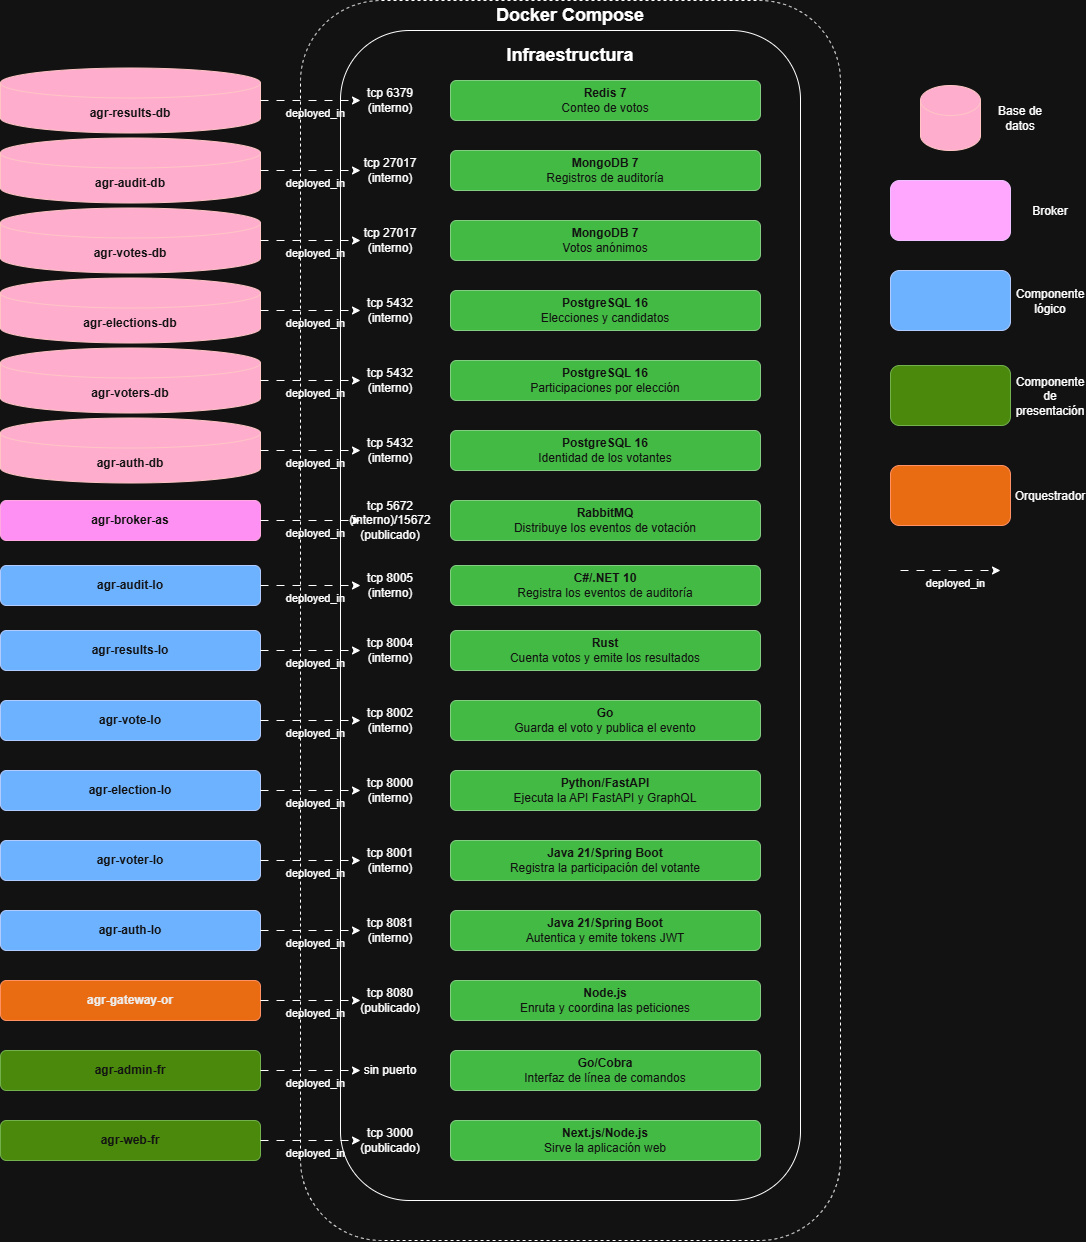 Docker Compose
Infraestructura
agr-results-db
deployed_in
tcp 6379
(interno)
Redis 7
Conteo de votos
agr-audit-db
deployed_in
tcp 27017
(interno)
MongoDB 7
Registros de auditoría
agr-votes-db
deployed_in
tcp 27017
(interno)
MongoDB 7
Votos anónimos
agr-elections-db
deployed_in
tcp 5432
(interno)
PostgreSQL 16
Elecciones y candidatos
agr-voters-db
deployed_in
tcp 5432
(interno)
PostgreSQL 16
Participaciones por elección
agr-auth-db
deployed_in
tcp 5432
(interno)
PostgreSQL 16
Identidad de los votantes
agr-broker-as
deployed_in
tcp 5672
(interno)/15672
(publicado)
RabbitMQ
Distribuye los eventos de votación
agr-audit-lo
deployed_in
tcp 8005
(interno)
C#/.NET 10
Registra los eventos de auditoría
agr-results-lo
deployed_in
tcp 8004
(interno)
Rust
Cuenta votos y emite los resultados
agr-vote-lo
deployed_in
tcp 8002
(interno)
Go
Guarda el voto y publica el evento
agr-election-lo
deployed_in
tcp 8000
(interno)
Python/FastAPI
Ejecuta la API FastAPI y GraphQL
agr-voter-lo
deployed_in
tcp 8001
(interno)
Java 21/Spring Boot
Registra la participación del votante
agr-auth-lo
deployed_in
tcp 8081
(interno)
Java 21/Spring Boot
Autentica y emite tokens JWT
agr-gateway-or
deployed_in
tcp 8080
(publicado)
Node.js
Enruta y coordina las peticiones
agr-admin-fr
deployed_in
sin puerto
Go/Cobra
Interfaz de línea de comandos
agr-web-fr
deployed_in
tcp 3000
(publicado)
Next.js/Node.js
Sirve la aplicación web
Base de
datos
Broker
Componente
lógico
Componente
de
presentación
Orquestrador
deployed_in